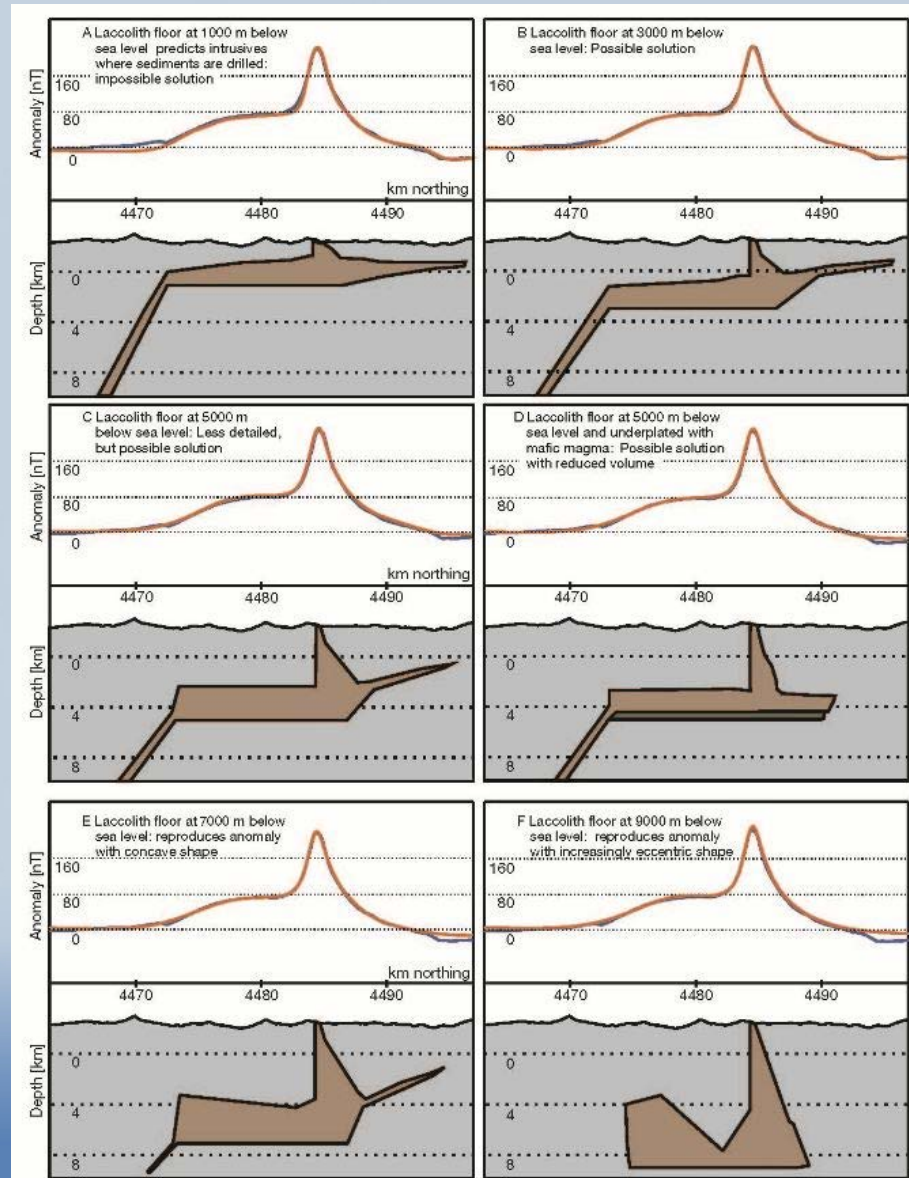 A Laccolith floor at 1000 m below
sea level predicts intrusives
where sediments are drilled:
impossible solution
Anomaly [nT]
160
80
0
km northing
4470
4480
4490
Depth [km]
0
4
8
B Laccolith floor at 3000 m below
sea level: Possible solution
160
80
0
4470
4480
4490
0
4
8
C Laccolith floor at 5000 m
below sea level: Less detailed,
but possible solution
Anomaly [nT]
160
80
0
km northing
4470
4480
4490
Depth [km]
0
4
8
D Laccolith floor at 5000 m below
sea level and underplated with
mafic magma: Possible solution
with reduced volume
160
80
0
4470
4480
4490
0
4
8
E Laccolith floor at 7000 m below
sea level: reproduces anomaly
with concave shape
Anomaly [nT]
160
80
0
km northing
4470
4480
4490
Depth [km]
0
4
8
F Laccolith floor at 9000 m below
sea level: reproduces anomaly
with increasingly eccentric shape
160
80
0
4470
4480
4490
0
4
8